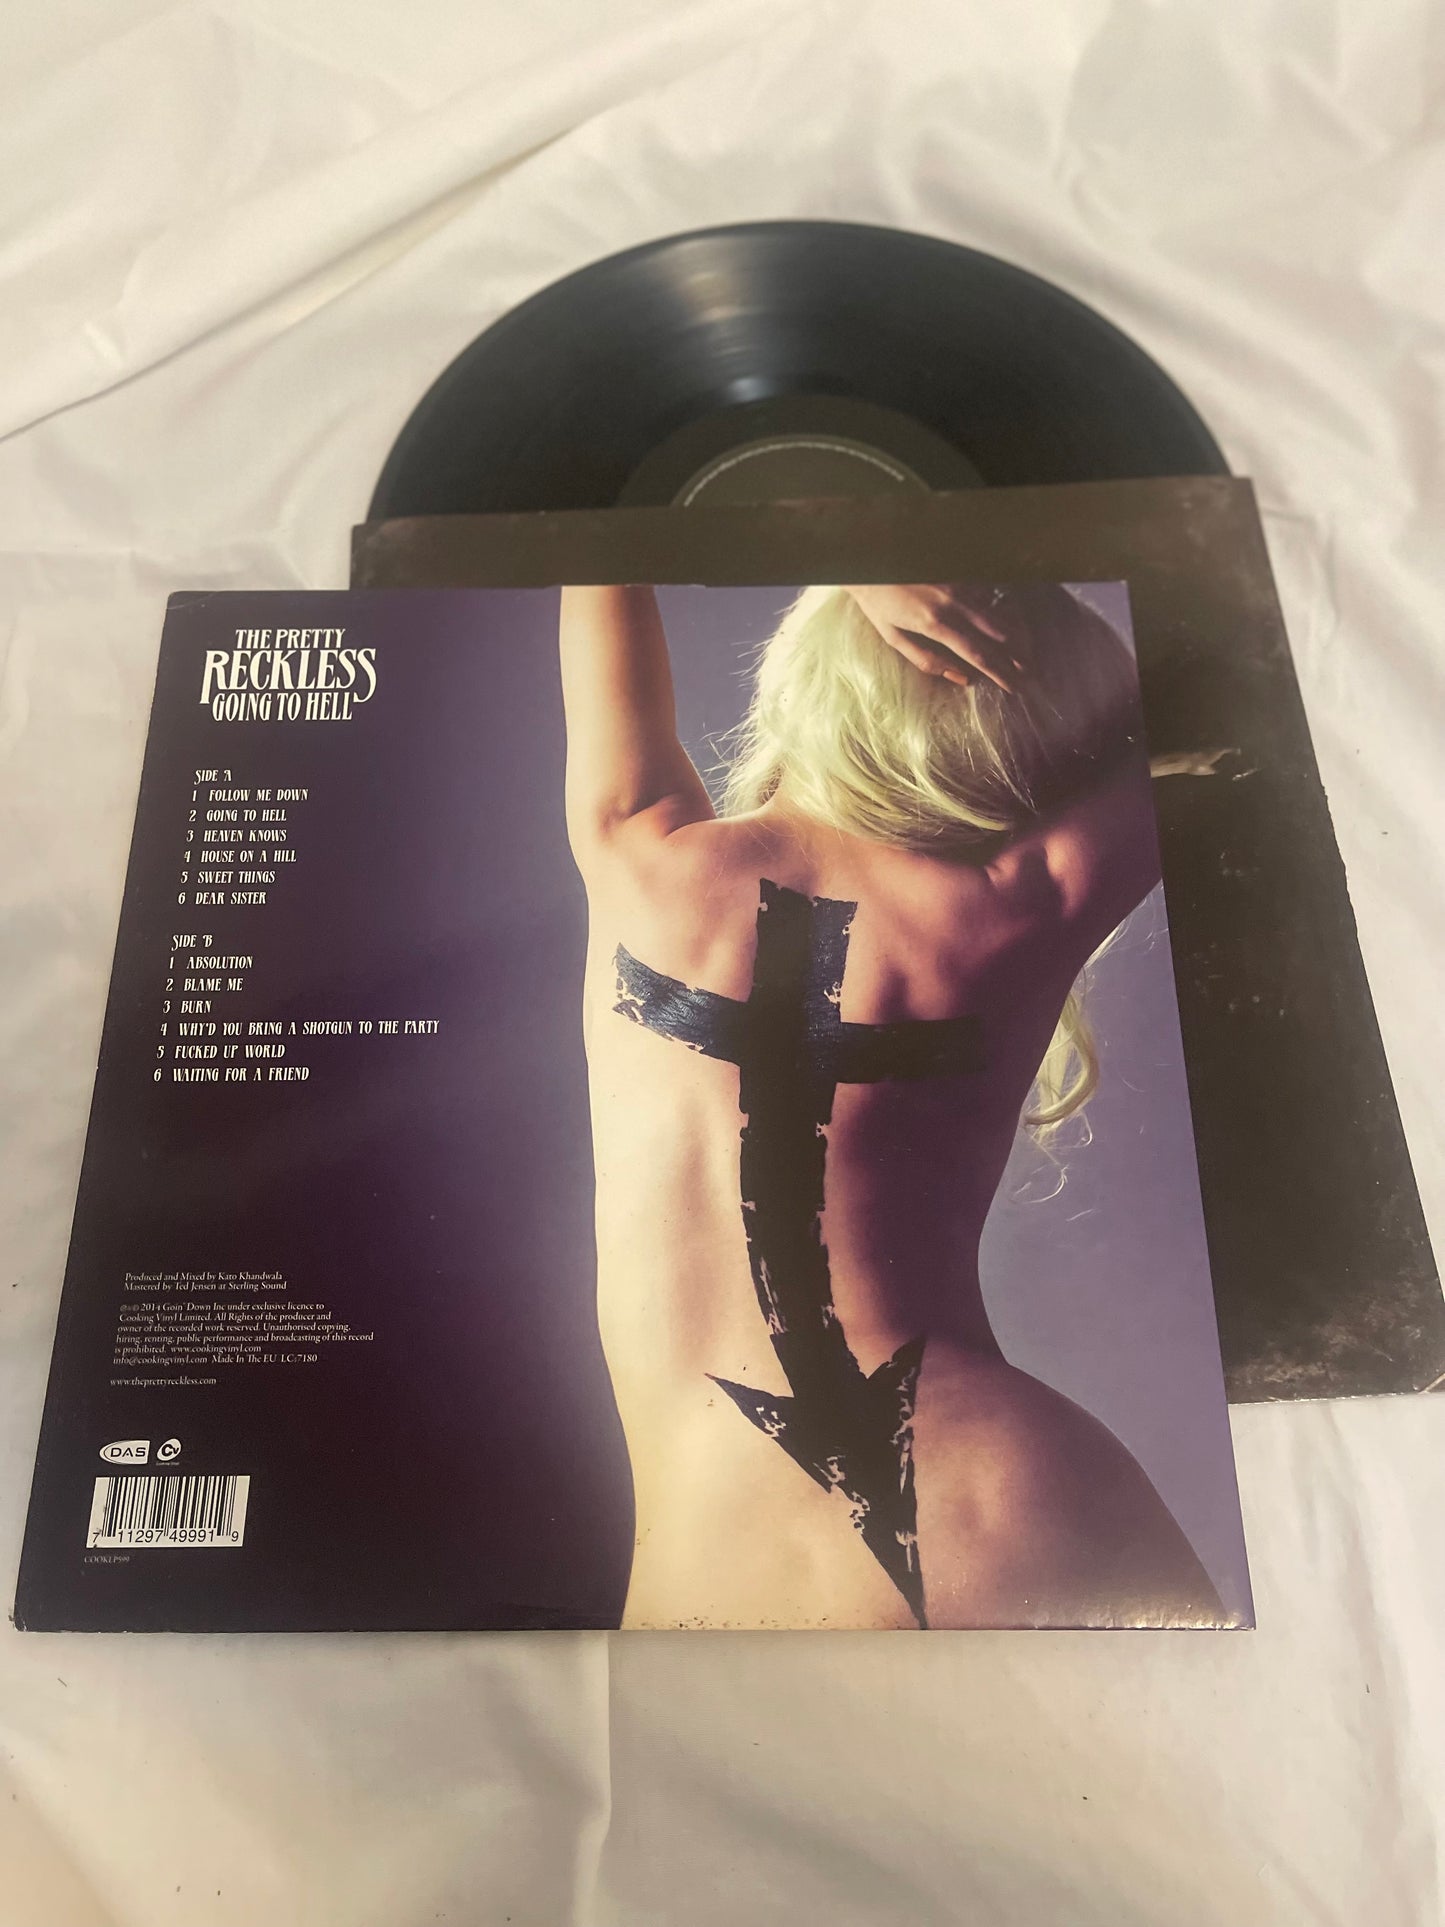 THE PRETTY
RECKLESS
GOING TO HELL
SIDE A
1 FOLLOW ME DOWN
2 GOING TO HELL
3 HEAVEN KNOWS
4 HOUSE ON A HILL
5 SWEET THINGS
6 DEAR SISTER
SIDE B
1 ABSOLUTION
2 BLAME ME
3 BURN
4 WHY'D YOU BRING A SHOTGUN TO THE PARTY
5 FUCKED UP WORLD
6 WAITING FOR A FRIEND
Produced and Mixed by Kato Khandwala
Mastered by Ted Jensen at Sterling Sound
℗&© 2014 Goin' Down Inc under exclusive licence to
Cooking Vinyl Limited. All Rights of the producer and
owner of the recorded work reserved. Unauthorised copying,
hiring, renting, public performance and broadcasting of this record
is prohibited. www.cookingvinyl.com
info@cookingvinyl.com Made In The EU LC:7180
www.theprettyreckless.com
DAS CV
7 11297 49991 9
COOKLP599